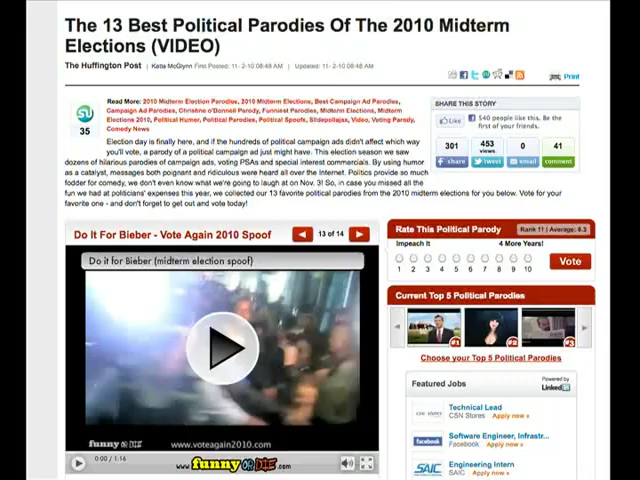 The 13 Best Political Parodies Of The 2010 Midterm
Elections (VIDEO)
The Huffington Post | Katla McGlynn First Posted: 11- 2-10 08:48 AM | Updated: 11- 2-10 08:48 AM
Print
35
Read More: 2010 Midterm Election Parodies, 2010 Midterm Elections, Best Campaign Ad Parodies,
Campaign Ad Parodies, Christine O'Donnell Parody, Funniest Parodies, Midterm Elections, Midterm
Elections 2010, Political Humor, Political Parodies, Political Spoofs, Slidepollajax, Video, Voting Parody,
Comedy News
Election day is finally here, and if the hundreds of political campaign ads didn't affect which way
you'll vote, a parody of a political campaign ad just might have. This election season we saw
dozens of hilarious parodies of campaign ads, voting PSAs and special interest commercials. By using humor
as a catalyst, messages both poignant and ridiculous were heard all over the Internet. Politics provide so much
fodder for comedy, we don't even know what we're going to laugh at on Nov. 3! So, in case you missed all the
fun we had at politicians' expenses this year, we collected our 13 favorite political parodies from the 2010 midterm elections for you below. Vote for your
favorite one - and don't forget to get out and vote today!
SHARE THIS STORY
Like
540 people like this. Be the
first of your friends.
301
453
views
0
41
share
tweet
email
comment
Do It For Bieber - Vote Again 2010 Spoof
13 of 14
Do it for Bieber (midterm election spoof)
funny OR DIE
www.voteagain2010.com
0:00 / 1:16
www.funnyORDIE.com
Rate This Political Parody
Rank 11 | Average: 5.3
Impeach It
4 More Years!
1 2 3 4 5 6 7 8 9 10
Vote
Current Top 5 Political Parodies
#1
#2
#3
Choose your Top 5 Political Parodies
Featured Jobs
Powered by
Linked in
Technical Lead
CSN Stores Apply now »
facebook
Software Engineer, Infrastr...
Facebook Apply now »
SAIC
Engineering Intern
SAIC Apply now »